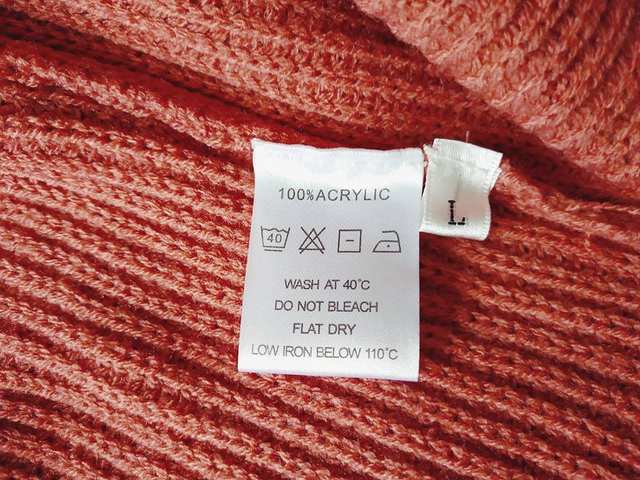 100%ACRYLIC
L
40
WASH AT 40°C
DO NOT BLEACH
FLAT DRY
LOW IRON BELOW 110°C